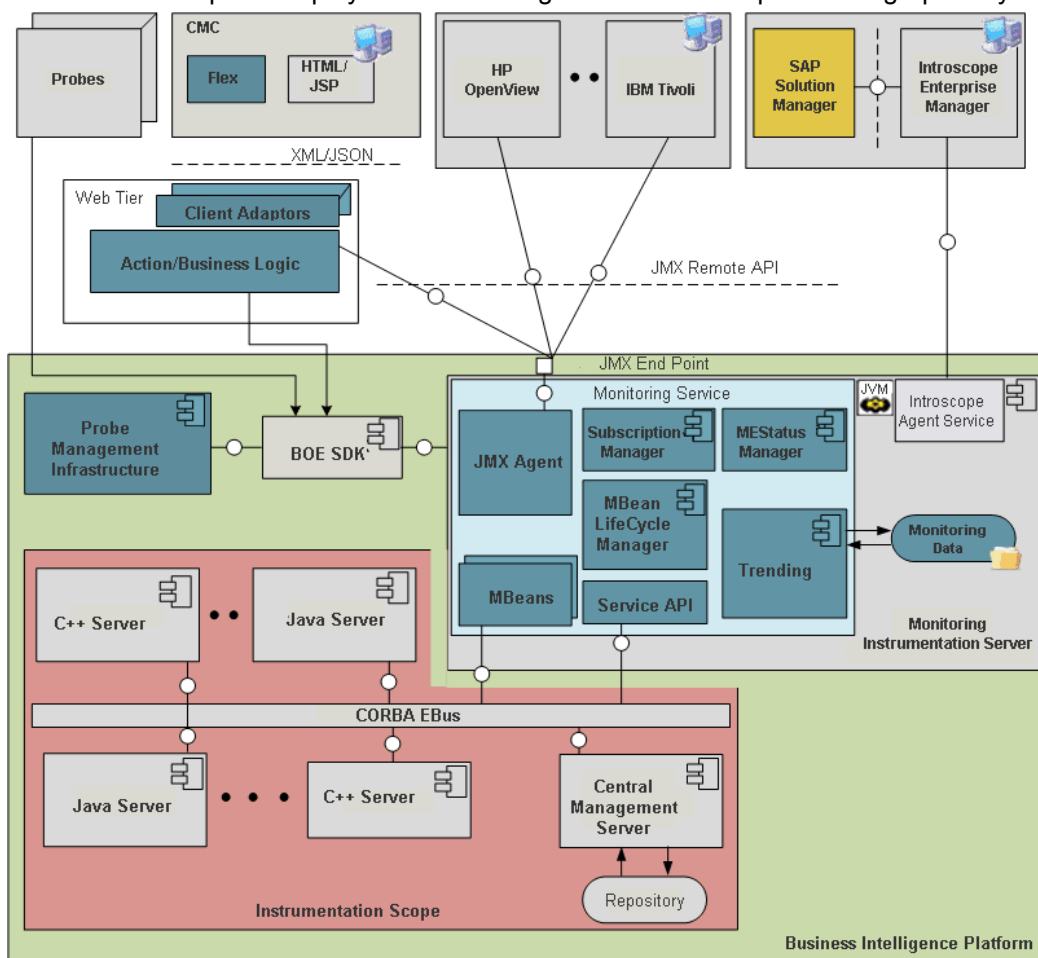 CMC
Probes
Flex
HTML/
JSP
HP
OpenView
IBM Tivoli
SAP
Solution
Manager
Introscope
Enterprise
Manager
XML/JSON
Web Tier
Client Adaptors
Action/Business Logic
JMX Remote API
JMX End Point
Monitoring Service
JVM
Introscope
Agent Service
Probe
Management
Infrastructure
BOE SDK
JMX Agent
Subscription
Manager
MEStatus
Manager
MBean
LifeCycle
Manager
Trending
Monitoring
Data
MBeans
Service API
Monitoring
Instrumentation Server
C++ Server
Java Server
CORBA EBus
Java Server
C++ Server
Central
Management
Server
Repository
Instrumentation Scope
Business Intelligence Platform